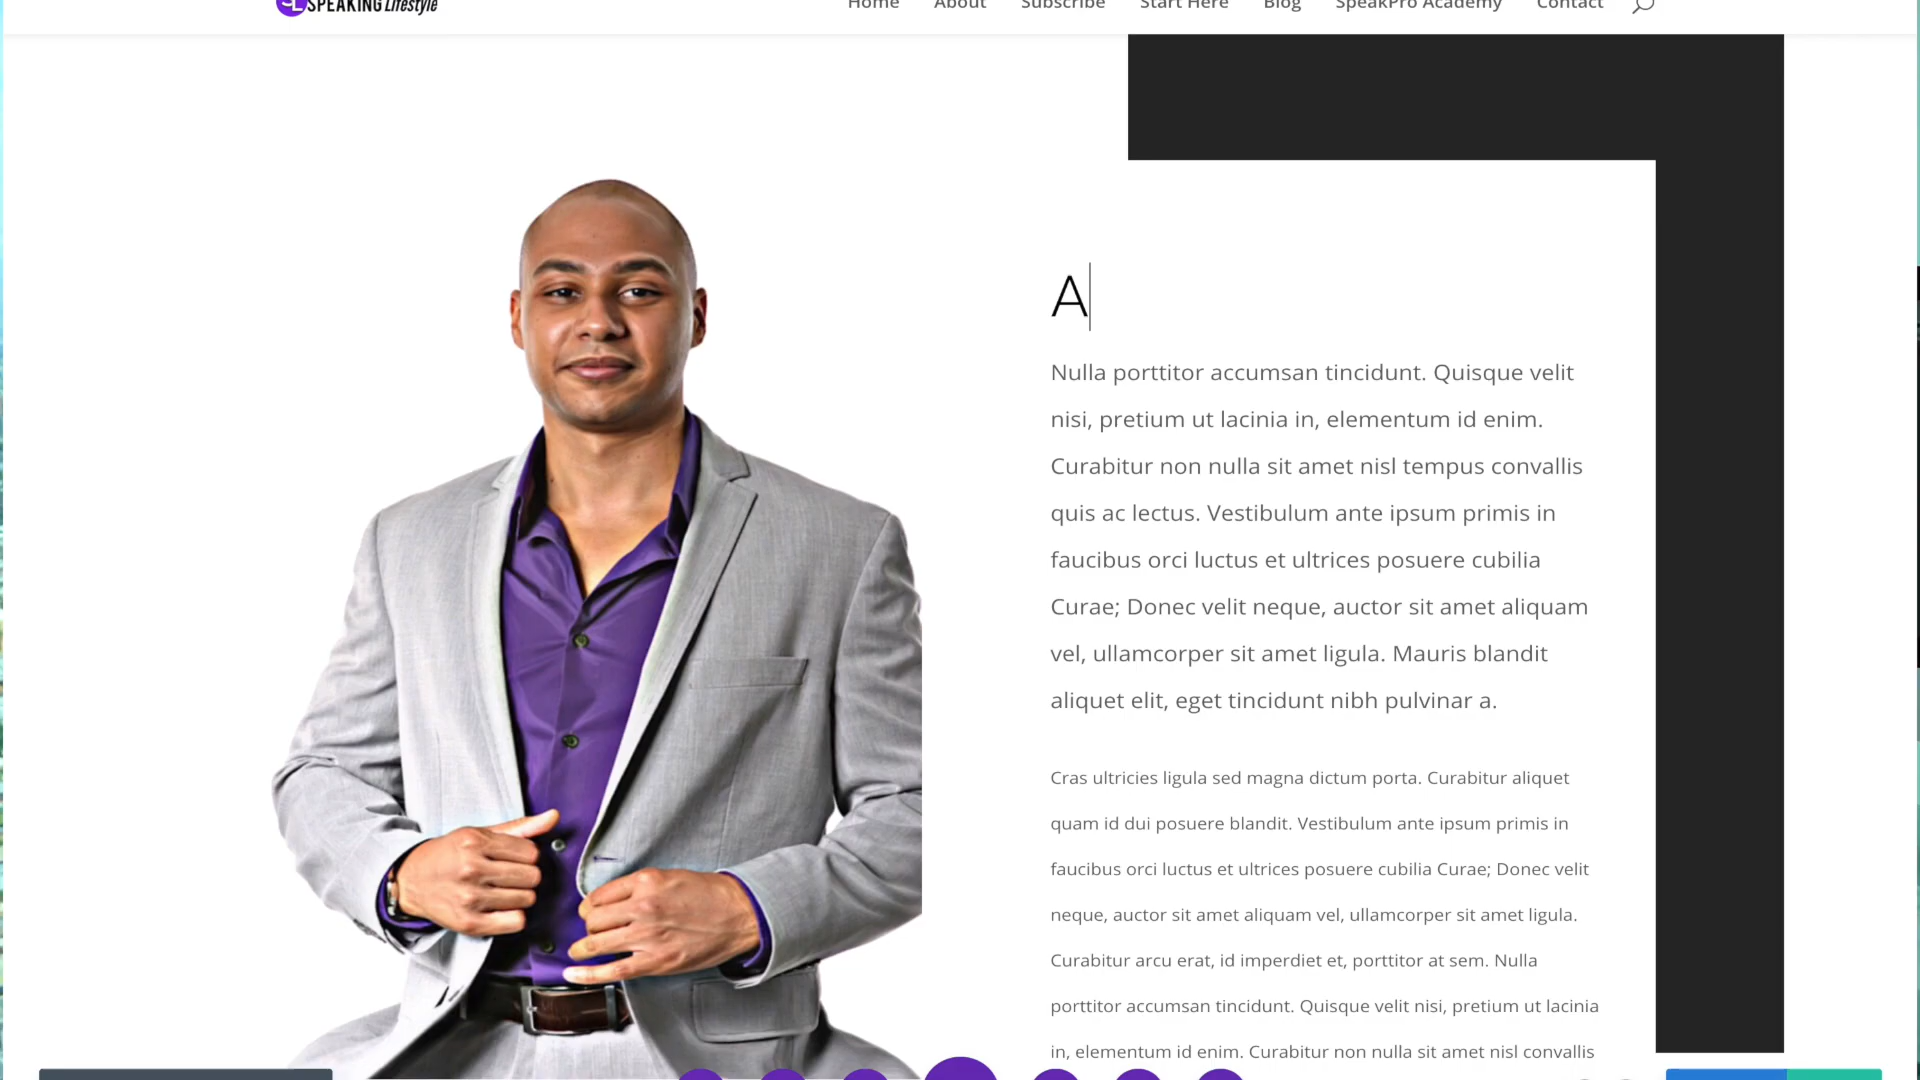 SPEAKING Lifestyle
Home About Subscribe Start Here Blog SpeakPro Academy Contact
A
Nulla porttitor accumsan tincidunt. Quisque velit
nisi, pretium ut lacinia in, elementum id enim.
Curabitur non nulla sit amet nisl tempus convallis
quis ac lectus. Vestibulum ante ipsum primis in
faucibus orci luctus et ultrices posuere cubilia
Curae; Donec velit neque, auctor sit amet aliquam
vel, ullamcorper sit amet ligula. Mauris blandit
aliquet elit, eget tincidunt nibh pulvinar a.
Cras ultricies ligula sed magna dictum porta. Curabitur aliquet
quam id dui posuere blandit. Vestibulum ante ipsum primis in
faucibus orci luctus et ultrices posuere cubilia Curae; Donec velit
neque, auctor sit amet aliquam vel, ullamcorper sit amet ligula.
Curabitur arcu erat, id imperdiet et, porttitor at sem. Nulla
porttitor accumsan tincidunt. Quisque velit nisi, pretium ut lacinia
in, elementum id enim. Curabitur non nulla sit amet nisl convallis